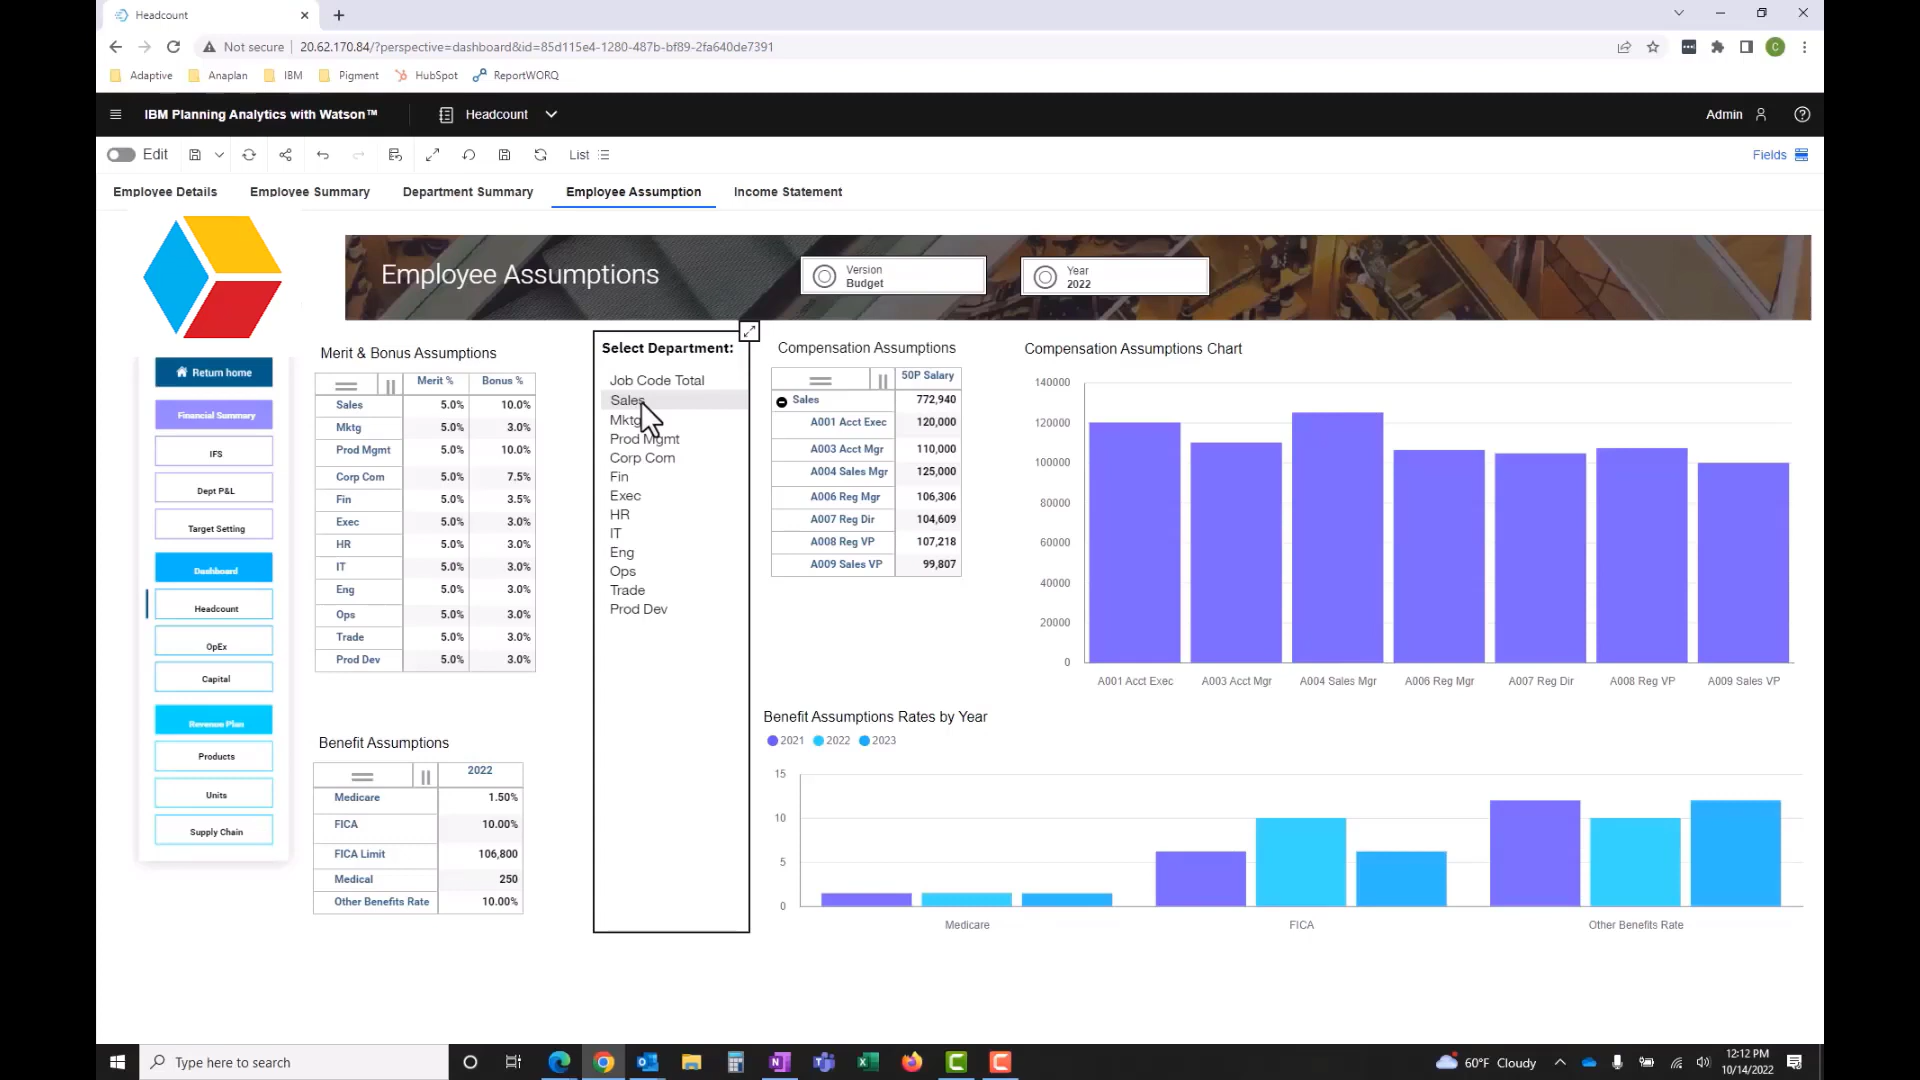 Headcount
Not secure 20.62.170.84/?perspective=dashboard&id=85d115e4-1280-487b-bf89-2fa640de7391
C
Adaptive Anaplan IBM Pigment HubSpot ReportWORQ
IBM Planning Analytics with Watson™ Headcount Admin
Edit List Fields
Employee Details Employee Summary Department Summary Employee Assumption Income Statement
Employee Assumptions
Version
Budget
Year
2022
Return home
Financial Summary
IFS
Dept P&L
Target Setting
Dashboard
Headcount
OpEx
Capital
Revenue Plan
Products
Units
Supply Chain
Merit & Bonus Assumptions
Merit % Bonus %
Sales 5.0% 10.0%
Mktg 5.0% 3.0%
Prod Mgmt 5.0% 10.0%
Corp Com 5.0% 7.5%
Fin 5.0% 3.5%
Exec 5.0% 3.0%
HR 5.0% 3.0%
IT 5.0% 3.0%
Eng 5.0% 3.0%
Ops 5.0% 3.0%
Trade 5.0% 3.0%
Prod Dev 5.0% 3.0%
Benefit Assumptions
2022
Medicare 1.50%
FICA 10.00%
FICA Limit 106,800
Medical 250
Other Benefits Rate 10.00%
Select Department:
Job Code Total
Sales
Mktg
Prod Mgmt
Corp Com
Fin
Exec
HR
IT
Eng
Ops
Trade
Prod Dev
Compensation Assumptions
50P Salary
Sales 772,940
A001 Acct Exec 120,000
A003 Acct Mgr 110,000
A004 Sales Mgr 125,000
A006 Reg Mgr 106,306
A007 Reg Dir 104,609
A008 Reg VP 107,218
A009 Sales VP 99,807
Compensation Assumptions Chart
140000
120000
100000
80000
60000
40000
20000
0
A001 Acct Exec A003 Acct Mgr A004 Sales Mgr A006 Reg Mgr A007 Reg Dir A008 Reg VP A009 Sales VP
Benefit Assumptions Rates by Year
2021 2022 2023
15
10
5
0
Medicare FICA Other Benefits Rate
Type here to search
60°F Cloudy
12:12 PM
10/14/2022